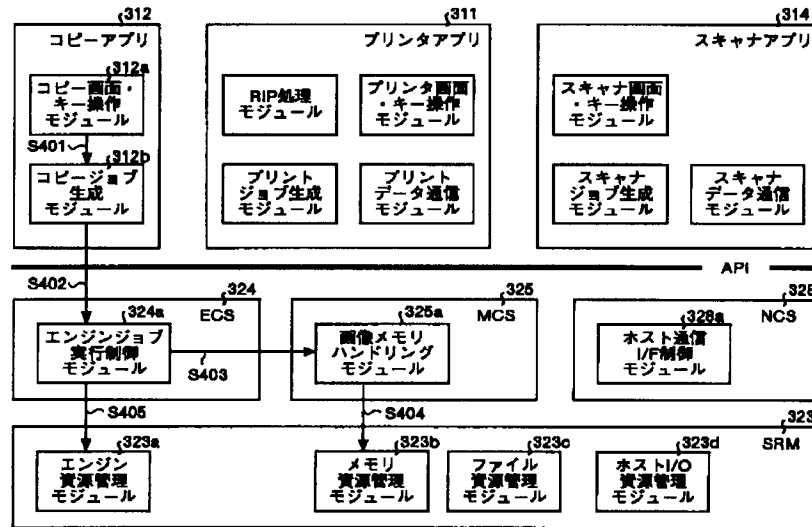 312
コピーアプリ
312a
コピー画面・
キー操作
モジュール
S401
312b
コピージョブ
生成
モジュール
311
プリンタアプリ
RIP処理
モジュール
プリンタ画面
・キー操作
モジュール
プリント
ジョブ生成
モジュール
プリント
データ通信
モジュール
314
スキャナアプリ
スキャナ画面
・キー操作
モジュール
スキャナ
ジョブ生成
モジュール
スキャナ
データ通信
モジュール
API
S402
324
ECS
324a
エンジンジョブ
実行制御
モジュール
S403
325
MCS
325a
画像メモリ
ハンドリング
モジュール
328
NCS
328a
ホスト通信
I/F制御
モジュール
S405
S404
323
SRM
323a
エンジン
資源管理
モジュール
323b
メモリ
資源管理
モジュール
323c
ファイル
資源管理
モジュール
323d
ホストI/O
資源管理
モジュール